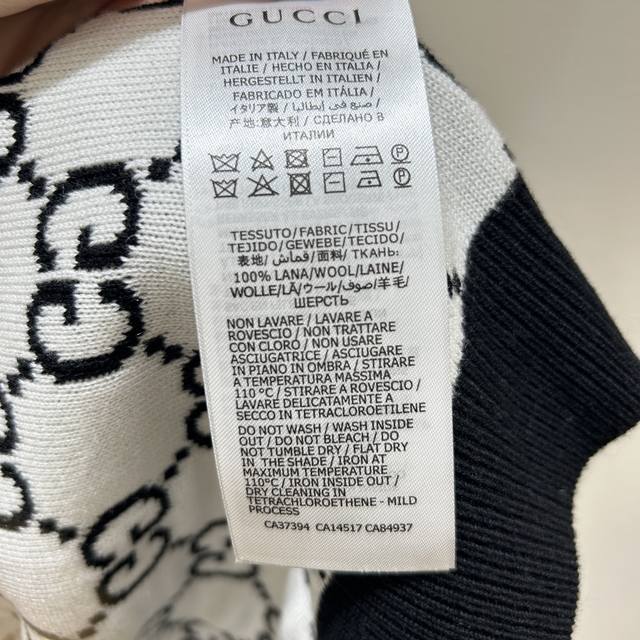 GUCCI
MADE IN ITALY / FABRIQUÉ EN
ITALIE / HECHO EN ITALIA /
HERGESTELLT IN ITALIEN /
FABRICADO EM ITÁLIA /
イタリア製 / صنع في إيطاليا /
产地:意大利 / СДЕЛАНО В
ИТАЛИИ
TESSUTO/FABRIC/TISSU/
TEJIDO/GEWEBE/TECIDO/
表地/قماش/面料/ТКАНЬ:
100% LANA/WOOL/LAINE/
WOLLE/LÃ/ウール/صوف/羊毛/
ШЕРСТЬ
NON LAVARE / LAVARE A
ROVESCIO / NON TRATTARE
CON CLORO / NON USARE
ASCIUGATRICE / ASCIUGARE
IN PIANO IN OMBRA / STIRARE
A TEMPERATURA MASSIMA
110°C / STIRARE A ROVESCIO /
LAVARE DELICATAMENTE A
SECCO IN TETRACLOROETILENE
DO NOT WASH / WASH INSIDE
OUT / DO NOT BLEACH / DO
NOT TUMBLE DRY / FLAT DRY
IN THE SHADE / IRON AT
MAXIMUM TEMPERATURE
110°C / IRON INSIDE OUT /
DRY CLEANING IN
TETRACHLOROETHENE - MILD
PROCESS
CA37394 CA14517 CA84937